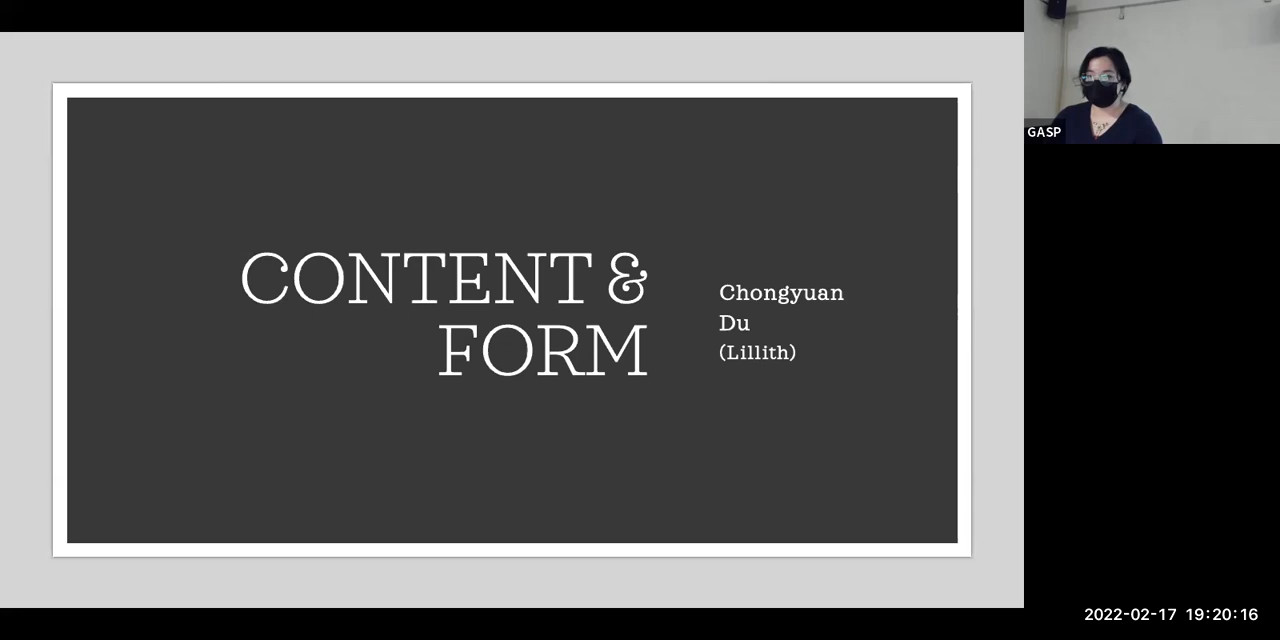 CONTENT &
FORM
Chongyuan
Du
(Lillith)
GASP
2022-02-17 19:20:16